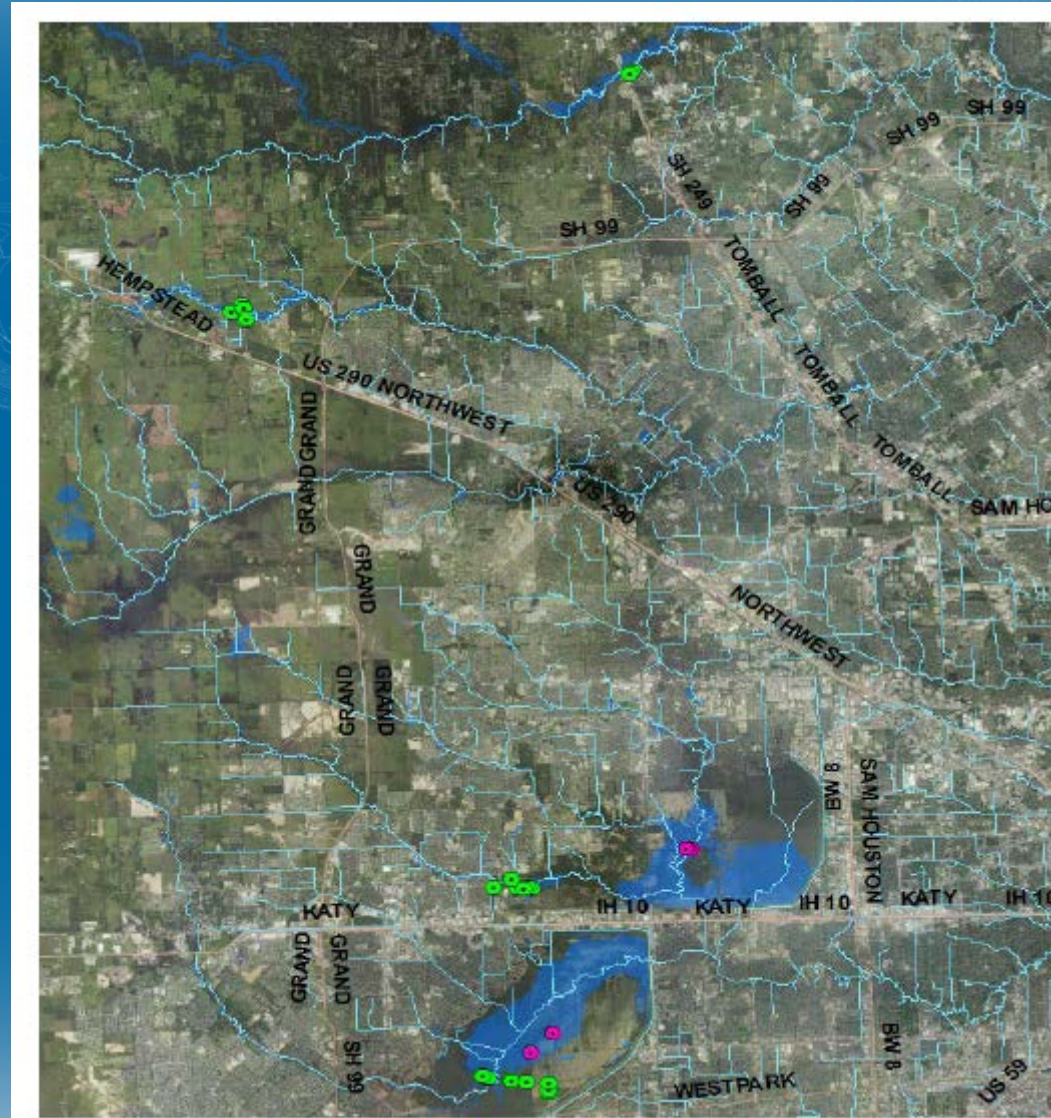 SH 99
SH 99
SH 249
SH 99
SH 99
TOMBALL
HEMPSTEAD
US 290 NORTHWEST
TOMBALL
GRAND
GRAND
TOMBALL
US 290
SAM HO
GRAND
NORTHWEST
GRAND
GRAND
BW 8
SAM HOUSTON
KATY
IH 10
KATY
IH 10
KATY
IH 10
GRAND
GRAND
SH 99
BW 8
WESTPARK
US 59